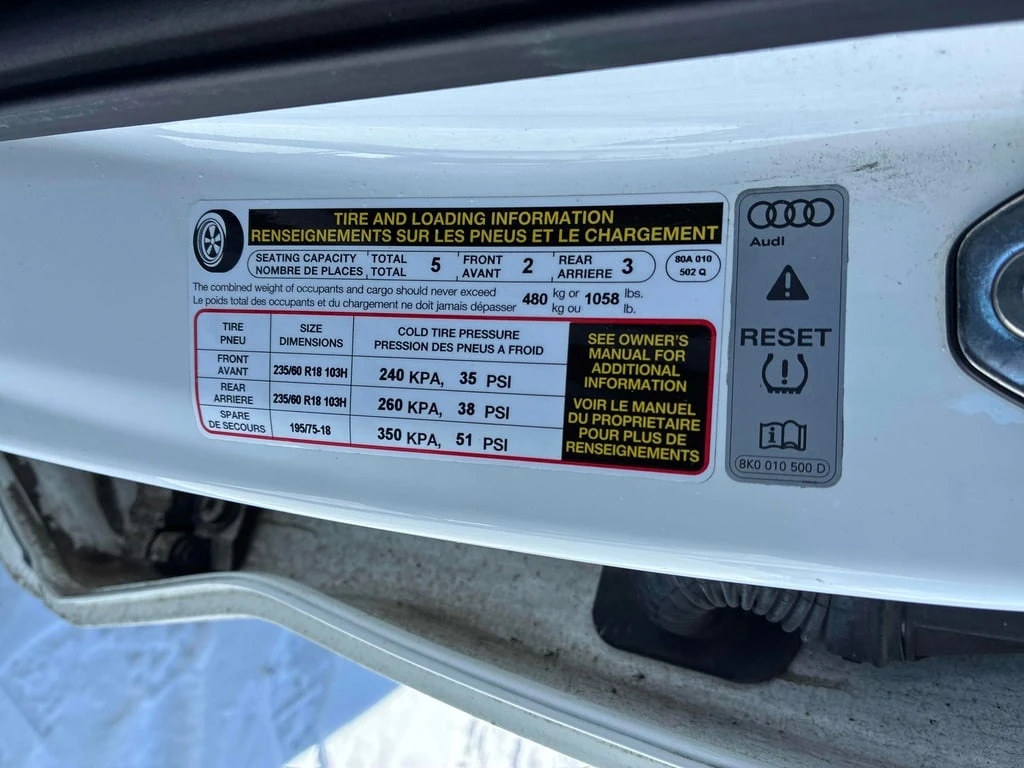 TIRE AND LOADING INFORMATION
RENSEIGNEMENTS SUR LES PNEUS ET LE CHARGEMENT
SEATING CAPACITY TOTAL 5 FRONT 2 REAR 3
NOMBRE DE PLACES TOTAL AVANT ARRIERE
80A 010
502 Q
The combined weight of occupants and cargo should never exceed 480 kg or 1058 lbs.
Le poids total des occupants et du chargement ne doit jamais dépasser kg ou lb.
TIRE SIZE COLD TIRE PRESSURE
PNEU DIMENSIONS PRESSION DES PNEUS A FROID
FRONT
AVANT 235/60 R18 103H 240 KPA, 35 PSI
REAR
ARRIERE 235/60 R18 103H 260 KPA, 38 PSI
SPARE
DE SECOURS 195/75-18 350 KPA, 51 PSI
SEE OWNER'S
MANUAL FOR
ADDITIONAL
INFORMATION
VOIR LE MANUEL
DU PROPRIETAIRE
POUR PLUS DE
RENSEIGNEMENTS
Audi
RESET
8K0 010 500 D